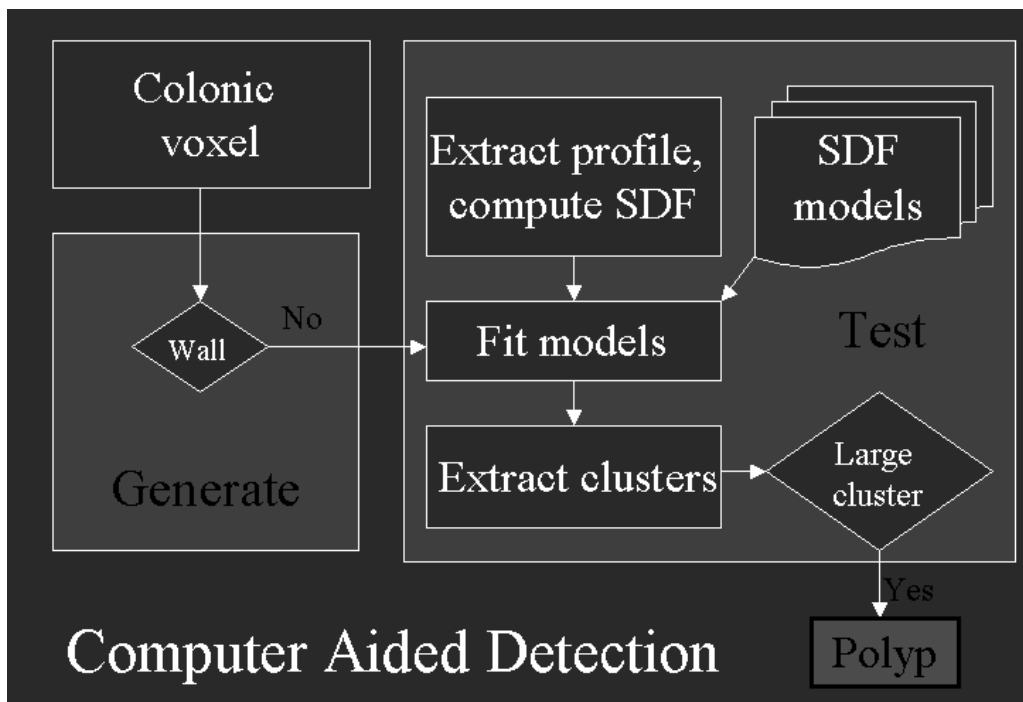 Colonic
voxel
Extract profile,
compute SDF
SDF
models
No
Wall
Fit models
Test
Generate
Extract clusters
Large
cluster
Yes
Computer Aided Detection
Polyp